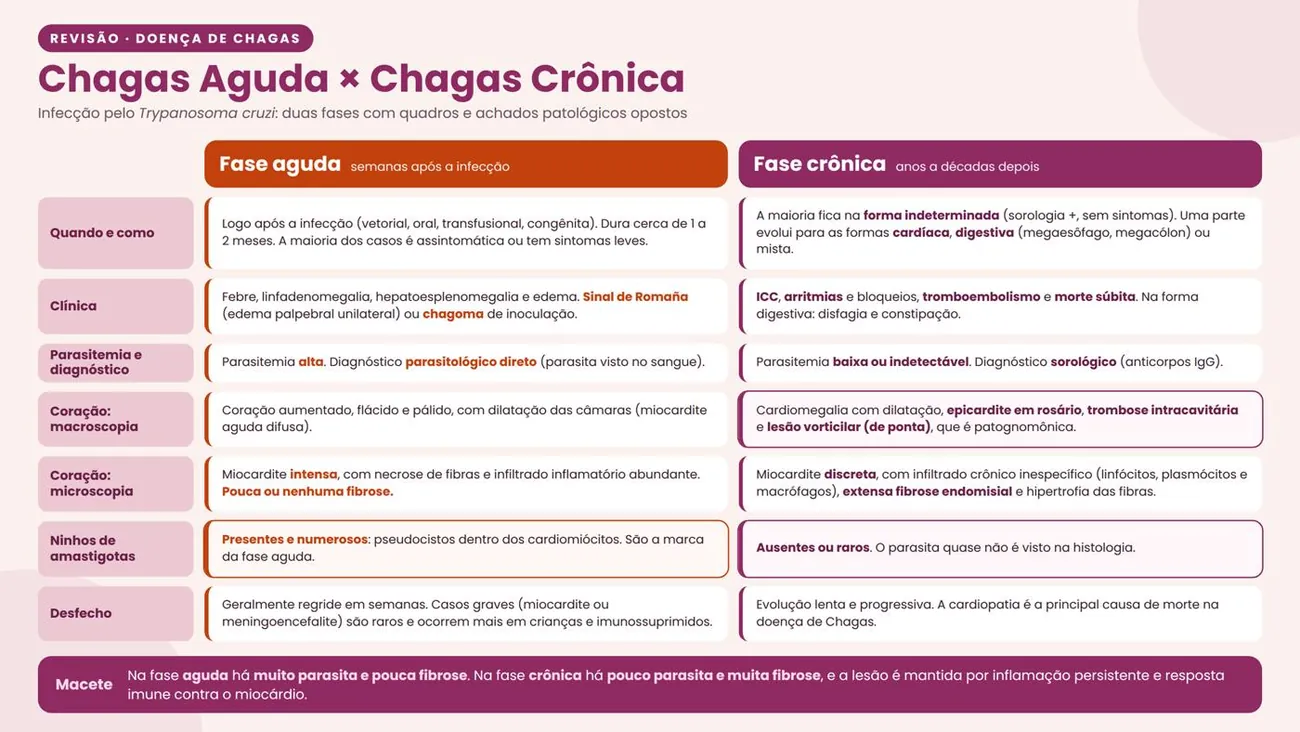 REVISÃO · DOENÇA DE CHAGAS
Chagas Aguda × Chagas Crônica
Infecção pelo Trypanosoma cruzi: duas fases com quadros e achados patológicos opostos
Fase aguda semanas após a infecção
Fase crônica anos a décadas depois
Quando e como
Logo após a infecção (vetorial, oral, transfusional, congênita). Dura cerca de 1 a
2 meses. A maioria dos casos é assintomática ou tem sintomas leves.
A maioria fica na forma indeterminada (sorologia +, sem sintomas). Uma parte
evolui para as formas cardíaca, digestiva (megaesôfago, megacólon) ou
mista.
Clínica
Febre, linfadenomegalia, hepatoesplenomegalia e edema. Sinal de Romaña
(edema palpebral unilateral) ou chagoma de inoculação.
ICC, arritmias e bloqueios, tromboembolismo e morte súbita. Na forma
digestiva: disfagia e constipação.
Parasitemia e
diagnóstico
Parasitemia alta. Diagnóstico parasitológico direto (parasita visto no sangue).
Parasitemia baixa ou indetectável. Diagnóstico sorológico (anticorpos IgG).
Coração:
macroscopia
Coração aumentado, flácido e pálido, com dilatação das câmaras (miocardite
aguda difusa).
Cardiomegalia com dilatação, epicardite em rosário, trombose intracavitária
e lesão vorticilar (de ponta), que é patognomônica.
Coração:
microscopia
Miocardite intensa, com necrose de fibras e infiltrado inflamatório abundante.
Pouca ou nenhuma fibrose.
Miocardite discreta, com infiltrado crônico inespecífico (linfócitos, plasmócitos e
macrófagos), extensa fibrose endomisial e hipertrofia das fibras.
Ninhos de
amastigotas
Presentes e numerosos: pseudocistos dentro dos cardiomiócitos. São a marca
da fase aguda.
Ausentes ou raros. O parasita quase não é visto na histologia.
Desfecho
Geralmente regride em semanas. Casos graves (miocardite ou
meningoencefalite) são raros e ocorrem mais em crianças e imunossuprimidos.
Evolução lenta e progressiva. A cardiopatia é a principal causa de morte na
doença de Chagas.
Macete
Na fase aguda há muito parasita e pouca fibrose. Na fase crônica há pouco parasita e muita fibrose, e a lesão é mantida por inflamação persistente e resposta
imune contra o miocárdio.